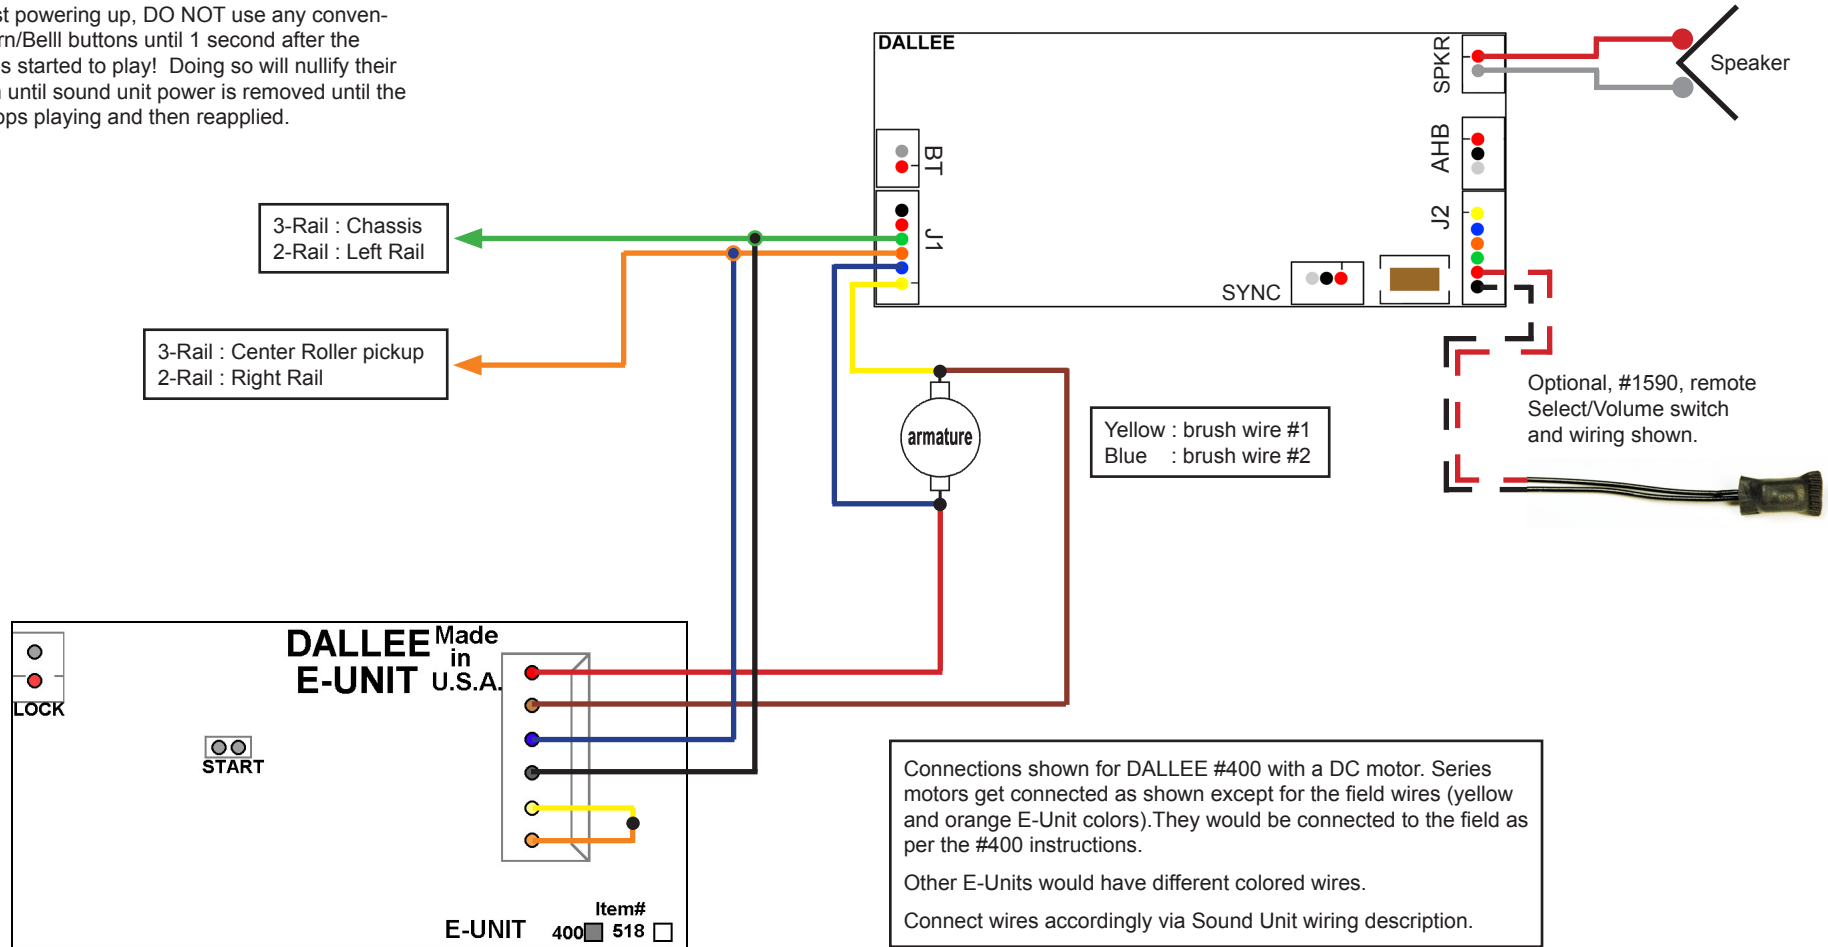 st powering up, DO NOT use any conven-
rn/Belll buttons until 1 second after the
s started to play!  Doing so will nullify their
until sound unit power is removed until the
ops playing and then reapplied.
DALLEE
SPKR
Speaker
BT
AHB
3-Rail : Chassis
2-Rail : Left Rail
J1
J2
SYNC
3-Rail : Center Roller pickup
2-Rail : Right Rail
Optional, #1590, remote
Select/Volume switch
and wiring shown.
armature
Yellow : brush wire #1
Blue : brush wire #2
DALLEE Made
in
E-UNIT U.S.A.
LOCK
START
Connections shown for DALLEE #400 with a DC motor. Series
motors get connected as shown except for the field wires (yellow
and orange E-Unit colors).They would be connected to the field as
per the #400 instructions.
Other E-Units would have different colored wires.
Connect wires accordingly via Sound Unit wiring description.
Item#
E-UNIT 400 518